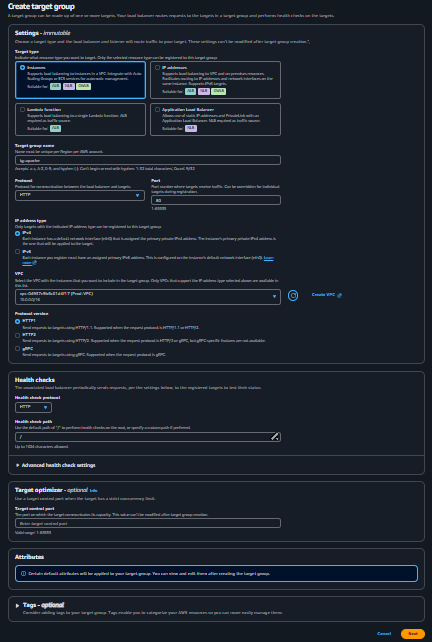 Create target group
A target group can be made up of one or more targets. Your load balancer routes requests to the targets in a target group and performs health checks on the targets.
Settings - immutable
Choose a target type and the load balancer and listener will route traffic to your target. These settings can't be modified after target group creation.
Target type
Indicate what resource type you want to target. Only the selected resource type can be registered to this target group.
Instances
Supports load balancing to instances in a VPC. Integrate with Auto
Scaling Groups or ECS services for automatic management.
Suitable for: ALB NLB GWLB
IP addresses
Supports load balancing to VPC and on-premises resources.
Facilitates routing to IP addresses and network interfaces on the
same instance. Supports IPv6 targets.
Suitable for: ALB NLB GWLB
Lambda function
Supports load balancing to a single Lambda function. ALB
required as traffic source.
Suitable for: ALB
Application Load Balancer
Allows use of static IP addresses and PrivateLink with an
Application Load Balancer. NLB required as traffic source.
Suitable for: NLB
Target group name
Name must be unique per Region per AWS account.
Accepts: a-z, A-Z, 0-9, and hyphen (-). Can't begin or end with hyphen. 1-32 total characters; Count:
Protocol
Protocol for communication between the load balancer and targets.
HTTP
Port
Port number where targets receive traffic. Can be overridden for individual
targets during registration.
80
1-65535
IP address type
Only targets with the indicated IP address type can be registered to this target group.
IPv4
Each instance has a default network interface (eth0) that is assigned the primary private IPv4 address. The instance's primary private IPv4 address is
the one that will be applied to the target.
IPv6
Each instance you register must have an assigned primary IPv6 address. This is configured on the instance's default network interface (eth0). Learn
more
VPC
Select the VPC with the instances that you want to include in the target group. Only VPCs that support the IP address type selected above are available in
this list.
(Prod-VPC)
10.0.0.0/16
Create VPC
Protocol version
HTTP1
Send requests to targets using HTTP/1.1. Supported when the request protocol is HTTP/1.1 or HTTP/2.
HTTP2
Send requests to targets using HTTP/2. Supported when the request protocol is HTTP/2 or gRPC, but gRPC-specific features are not available.
gRPC
Send requests to targets using gRPC. Supported when the request protocol is gRPC.
Health checks
The associated load balancer periodically sends requests, per the settings below, to the registered targets to test their status.
Health check protocol
HTTP
Health check path
Use the default path of "/" to perform health checks on the root, or specify a custom path if preferred.
/
Up to 1024 characters allowed.
Advanced health check settings
Target optimizer - optional Info
Use a target control port when the target has a strict concurrency limit.
Target control port
The port on which the target communicates its capacity. This value can't be modified after target group creation.
Enter target control port
Valid range: 1-65535
Attributes
Certain default attributes will be applied to your target group. You can view and edit them after creating the target group.
Tags - optional
Consider adding tags to your target group. Tags enable you to categorize your AWS resources so you can more easily manage them.
Cancel
Next